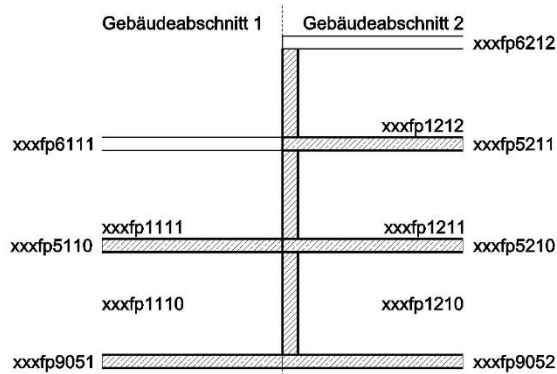 Gebäudeabschnitt 1
Gebäudeabschnitt 2
xxxfp6212
xxxfp1212
xxxfp6111
xxxfp5211
xxxfp1111
xxxfp1211
xxxfp5110
xxxfp5210
xxxfp1110
xxxfp1210
xxxfp9051
xxxfp9052